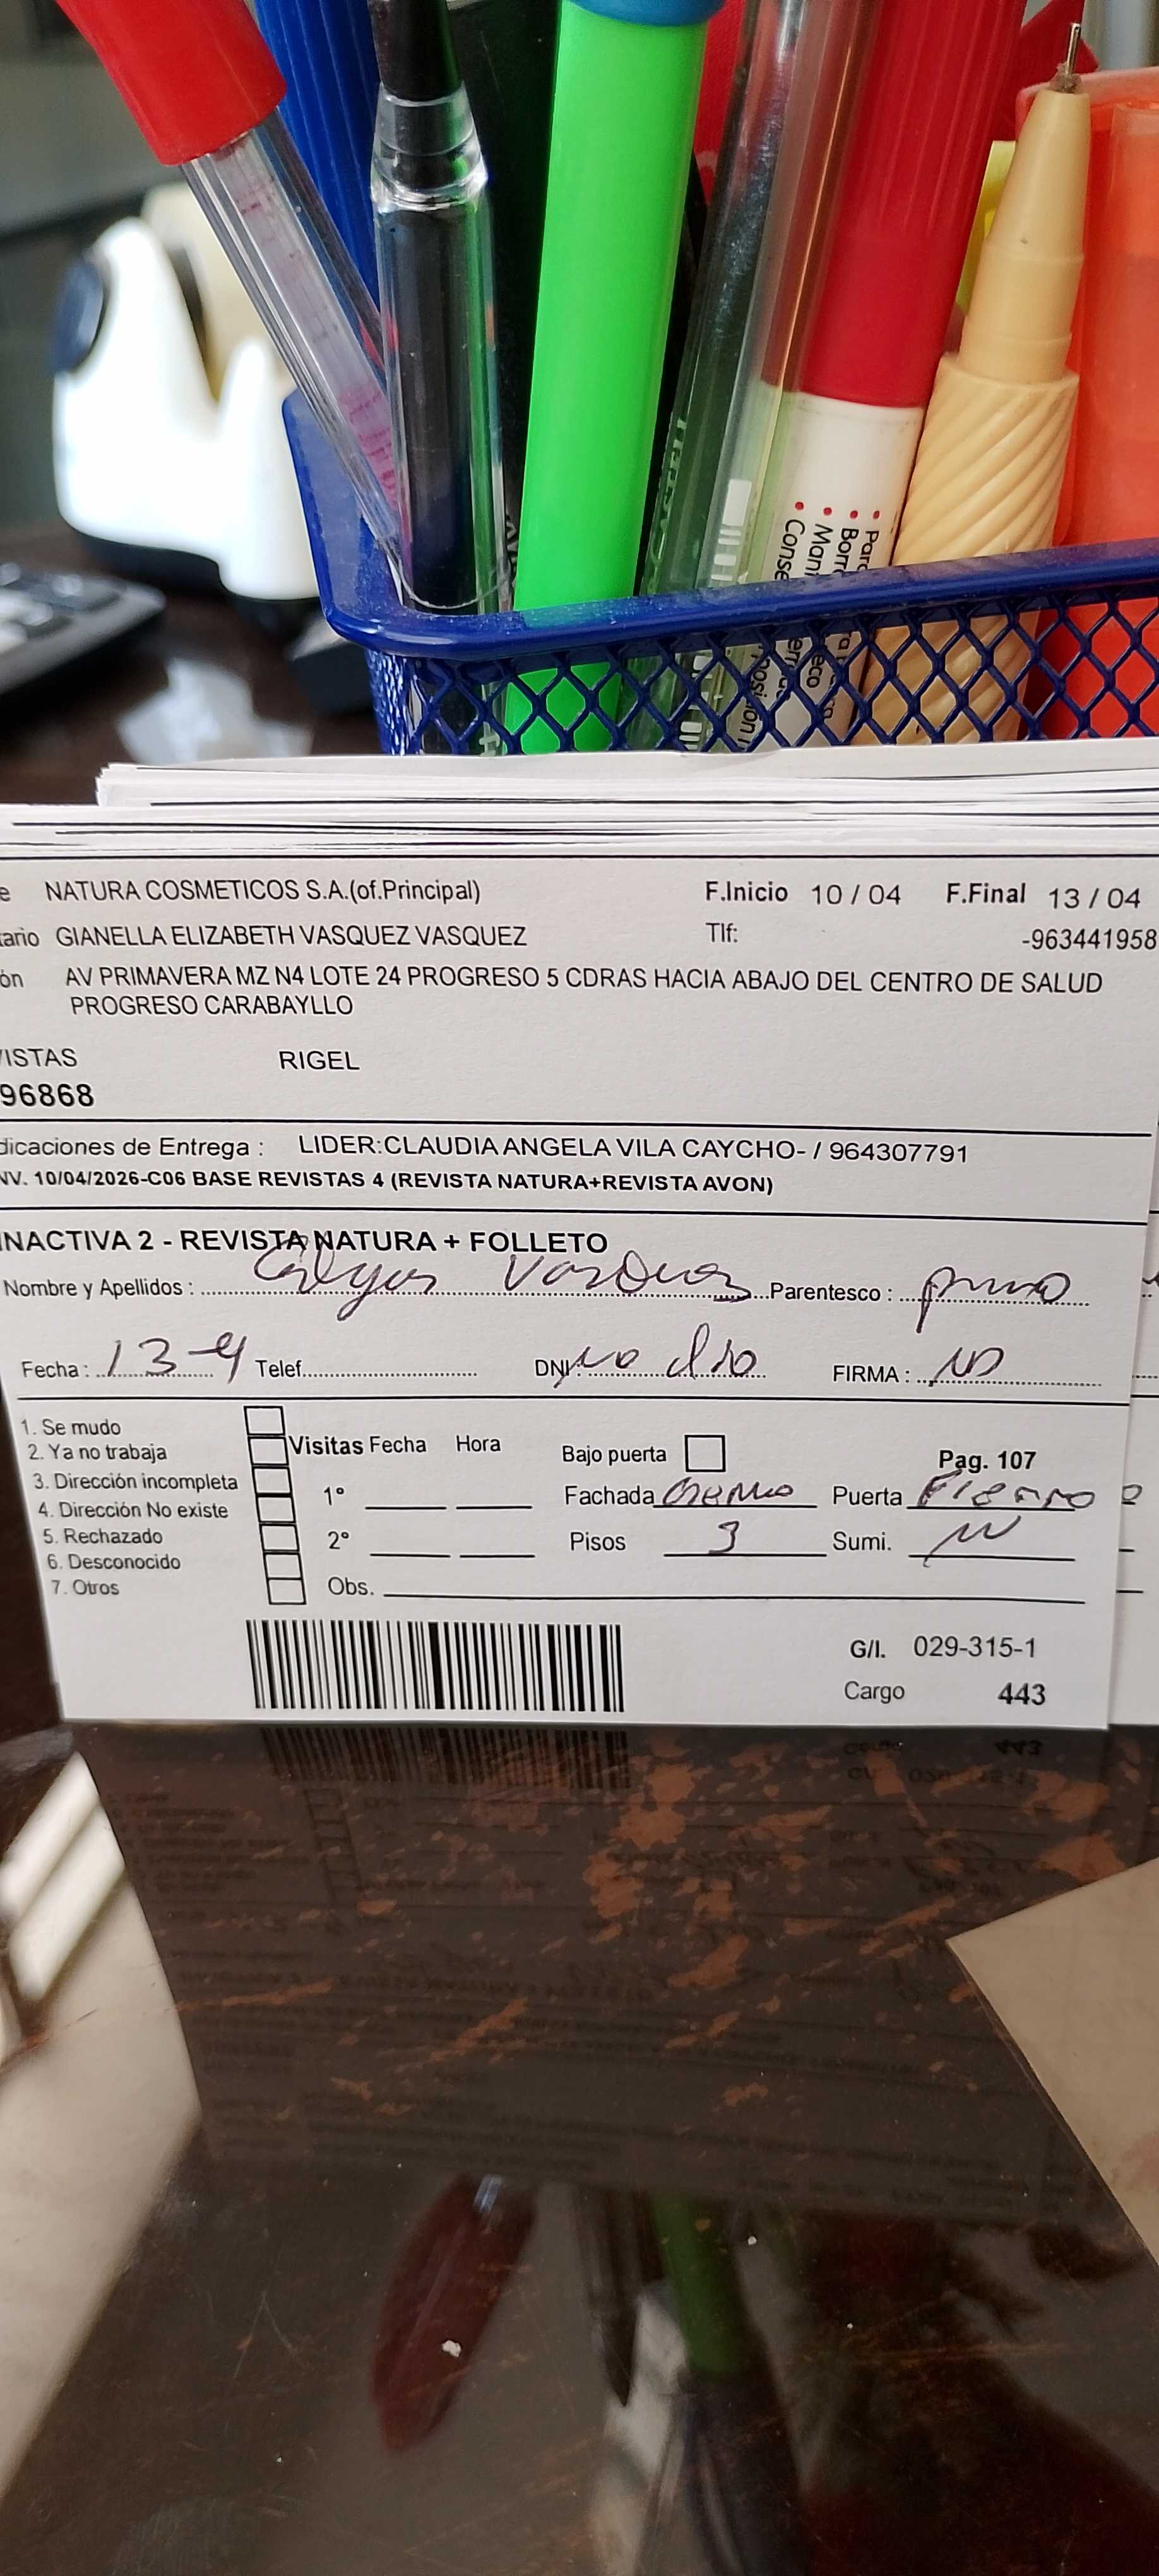 e NATURA COSMETICOS S.A.(of.Principal) F.Inicio 10 / 04 F.Final 13 / 04
tario GIANELLA ELIZABETH VASQUEZ VASQUEZ Tlf: -963441958
ón AV PRIMAVERA MZ N4 LOTE 24 PROGRESO 5 CDRAS HACIA ABAJO DEL CENTRO DE SALUD
PROGRESO CARABAYLLO
VISTAS RIGEL
96868
dicaciones de Entrega : LIDER:CLAUDIA ANGELA VILA CAYCHO- / 964307791
NV. 10/04/2026-C06 BASE REVISTAS 4 (REVISTA NATURA+REVISTA AVON)
INACTIVA 2 - REVISTA NATURA + FOLLETO
Nombre y Apellidos : Parentesco : primo
Fecha : 13-4 Telef. DNI: no dio FIRMA :
1. Se mudo
2. Ya no trabaja Visitas Fecha Hora Bajo puerta Pag. 107
3. Dirección incompleta 1° Fachada Puerta Fierro
4. Dirección No existe
5. Rechazado 2° Pisos 3 Sumi.
6. Desconocido
7. Otros Obs.
G/I. 029-315-1
Cargo 443